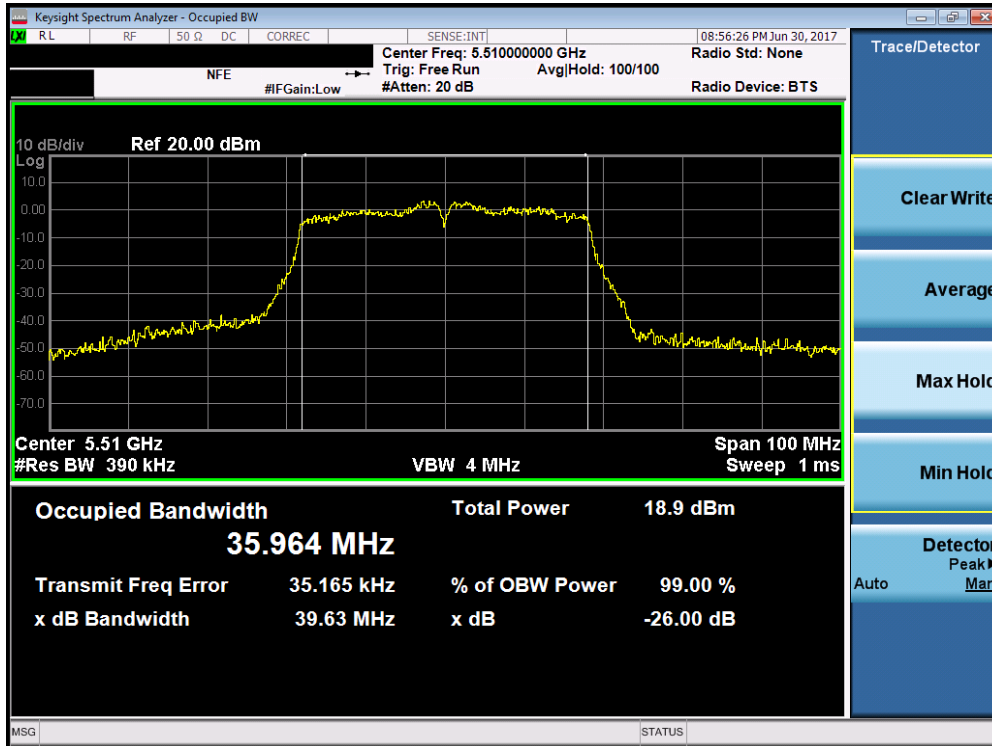 Keysight Spectrum Analyzer - Occupied BW
LXI RL RF 50 Ω DC CORREC SENSE:INT 08:56:26 PM Jun 30, 2017
Center Freq: 5.510000000 GHz Radio Std: None
NFE Trig: Free Run Avg|Hold: 100/100
#IFGain:Low #Atten: 20 dB Radio Device: BTS
Trace/Detector
10 dB/div Ref 20.00 dBm
Log
10.0
0.00
-10.0
-20.0
-30.0
-40.0
-50.0
-60.0
-70.0
Center 5.51 GHz Span 100 MHz
#Res BW 390 kHz VBW 4 MHz Sweep 1 ms
Occupied Bandwidth Total Power 18.9 dBm
35.964 MHz
Transmit Freq Error 35.165 kHz % of OBW Power 99.00 %
x dB Bandwidth 39.63 MHz x dB -26.00 dB
Clear Write
Average
Max Hold
Min Hold
Detector
Peak
Auto Man
MSG STATUS